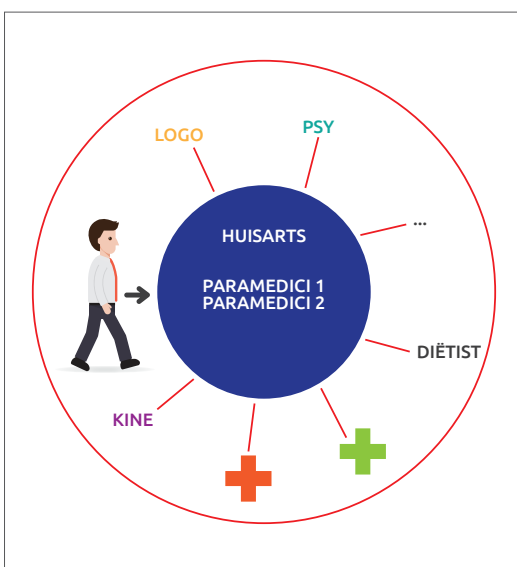 LOGO
PSY
HUISARTS
...
PARAMEDICI 1
PARAMEDICI 2
DIËTIST
KINE